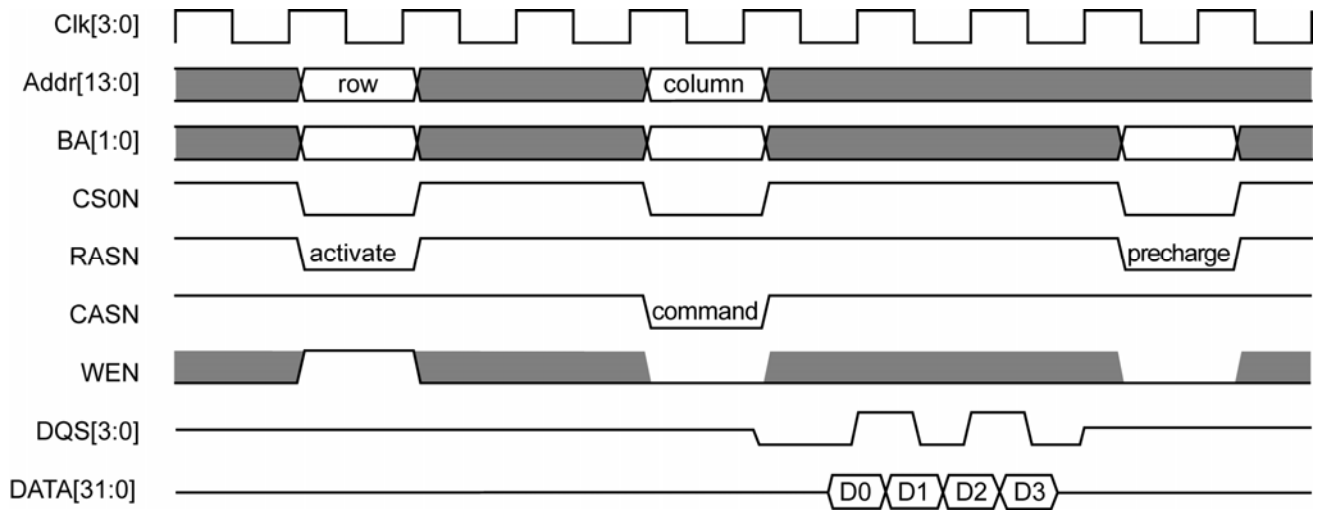 Clk[3:0]
Addr[13:0] row column
BA[1:0]
CS0N
RASN activate precharge
CASN command
WEN
DQS[3:0]
DATA[31:0] D0 D1 D2 D3